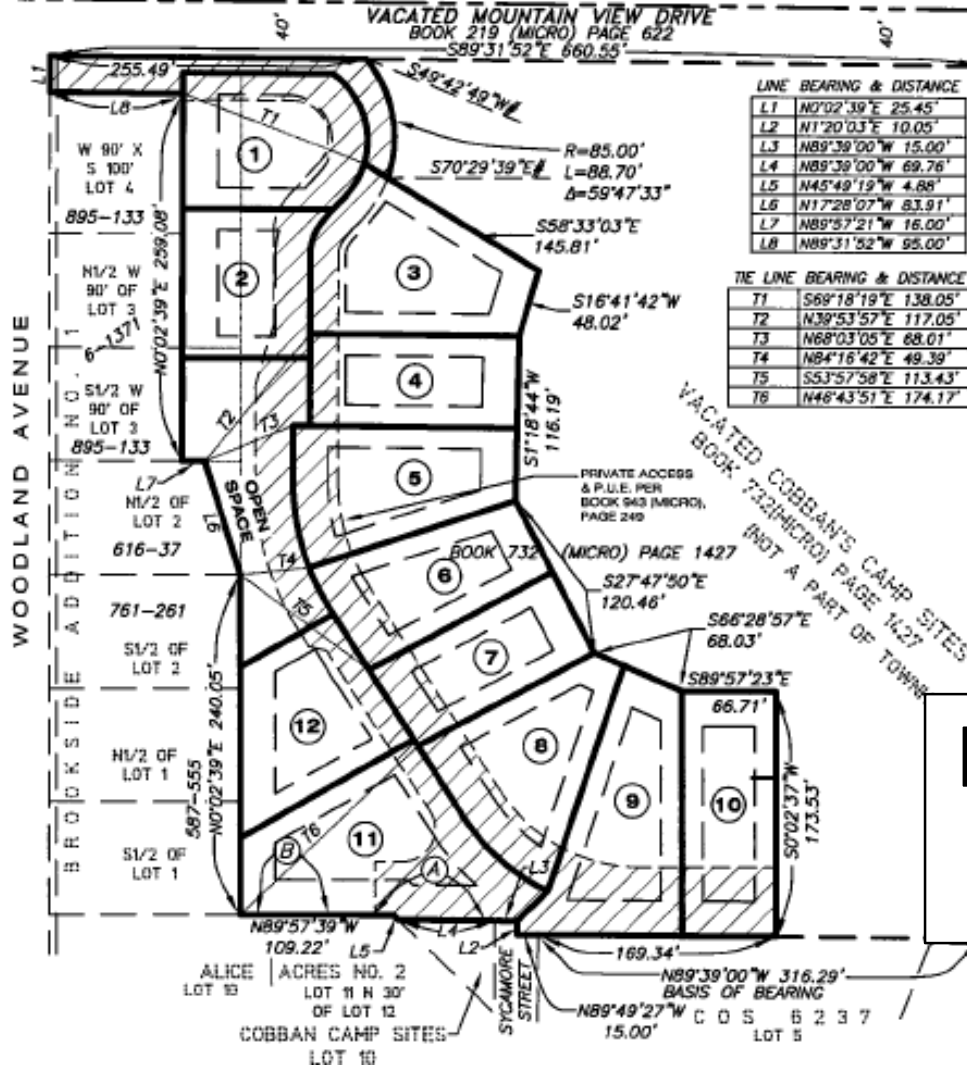 VACATED MOUNTAIN VIEW DRIVE
BOOK 219 (MICRO) PAGE 622
S89°31'52"E 660.55'
40'
40'
L1
255.49'
L8
S49°42'49"W
T1
1
R=85.00'
L=88.70'
Δ=59°47'33"
S70°29'39"E
W 90' X
S 100'
LOT 4
895-133
N0°02'39"E 259.08'
S58°33'03"E
145.81'
2
3
N1/2 W
90' OF
LOT 3
6-1371
S16°41'42"W
48.02'
S1/2 W
90' OF
LOT 3
895-133
4
T2
T3
S1°18'44"W
116.19'
L7
N1/2 OF
LOT 2
616-37
L6
OPEN
SPACE
5
PRIVATE ACCESS
& P.U.E. PER
BOOK 943 (MICRO),
PAGE 249
T4
BOOK 732 (MICRO) PAGE 1427
6
S27°47'50"E
120.46'
761-261
T5
S1/2 OF
LOT 2
7
S66°28'57"E
68.03'
S89°57'23"E
66.71'
N0°02'39"E 240.05'
12
8
N1/2 OF
LOT 1
587-555
9
10
S0°02'37"W
173.53'
S1/2 OF
LOT 1
T6
11
B
A
L3
N89°57'39"W
109.22'
L5
L4
L2
169.34'
SYCAMORE
STREET
N89°39'00"W 316.29'
BASIS OF BEARING
N89°49'27"W
15.00'
ALICE ACRES NO. 2
LOT 10
LOT 11 N 30'
OF LOT 12
COBBAN CAMP SITES
LOT 10
COS 6237
LOT 5
WOODLAND AVENUE
BROOKSIDE ADDITION NO. 1
VACATED COBBAN'S CAMP SITES
BOOK 732(MICRO) PAGE 1427
(NOT A PART OF
LINE BEARING & DISTANCE
L1 N0°02'39"E 25.45'
L2 N1°20'03"E 10.05'
L3 N89°39'00"W 15.00'
L4 N89°39'00"W 69.76'
L5 N45°49'19"W 4.88'
L6 N17°28'07"W 83.91'
L7 N89°57'21"W 16.00'
L8 N89°31'52"W 95.00'
TIE LINE BEARING & DISTANCE
T1 S69°18'19"E 138.05'
T2 N39°53'57"E 117.05'
T3 N68°03'05"E 68.01'
T4 N84°16'42"E 49.39'
T5 S53°57'58"E 113.43'
T6 N46°43'51"E 174.17'